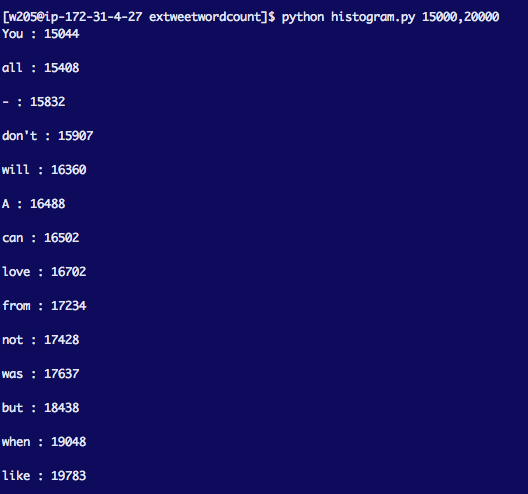 [w205@ip-172-31-4-27 extweetwordcount]$ python histogram.py 15000,20000
You : 15044
all : 15408
- : 15832
don't : 15907
will : 16360
A : 16488
can : 16502
love : 16702
from : 17234
not : 17428
was : 17637
but : 18438
when : 19048
like : 19783